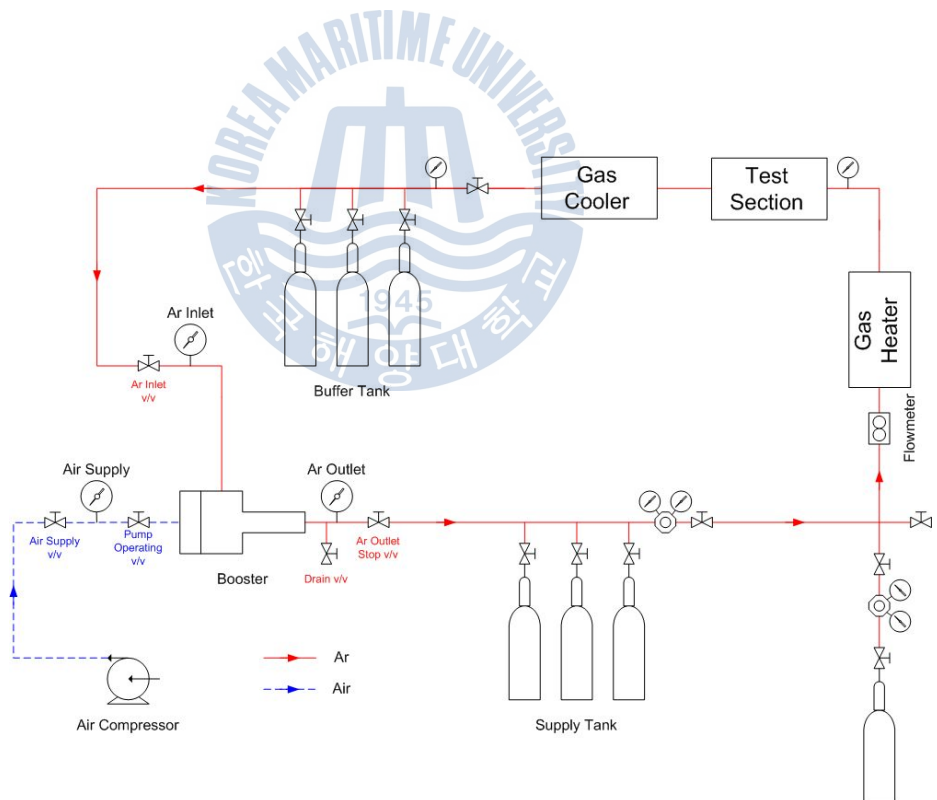 KOREA MARITIME UNIVERSITY
Gas
Cooler
Test
Section
1945
한국해양대학교
Ar Inlet
Gas
Heater
Ar Inlet
v/v
Buffer Tank
Flowmeter
Air Supply
Ar Outlet
Air Supply
v/v
Pump
Operating
v/v
Booster
Drain v/v
Ar Outlet
Stop v/v
Ar
Air
Air Compressor
Supply Tank